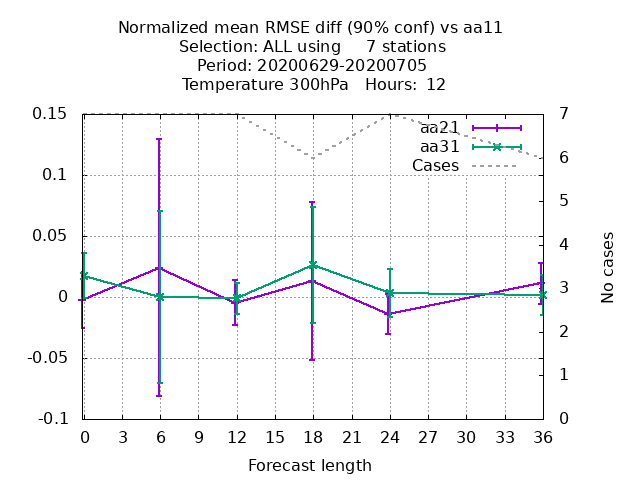 Normalized mean RMSE diff (90% conf) vs aa11
Selection: ALL using     7 stations
Period: 20200629-20200705
Temperature 300hPa   Hours:  12
0.15
0.1
0.05
0
-0.05
-0.1
7
6
5
4
3
2
1
0
aa21
aa31
Cases
No cases
0 3 6 9 12 15 18 21 24 27 30 33 36
Forecast length